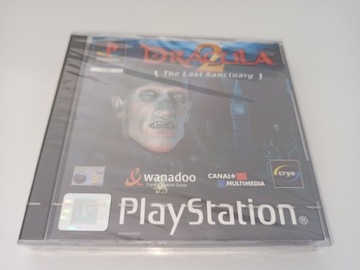 DRACULA
2
The Last Sanctuary
wanadoo
CANAL+
MULTIMEDIA
cryo
PlayStation®